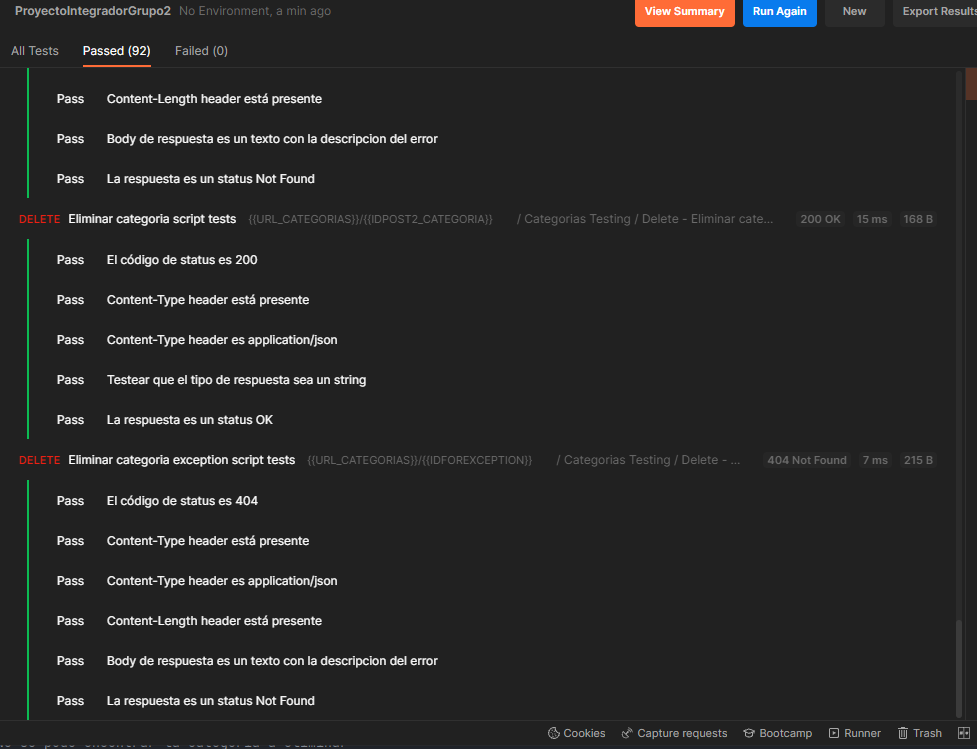 ProyectoIntegradorGrupo2 No Environment, a min ago View Summary Run Again New Export Results
All Tests Passed (92) Failed (0)
Pass Content-Length header está presente
Pass Body de respuesta es un texto con la descripcion del error
Pass La respuesta es un status Not Found
DELETE Eliminar categoria script tests {{URL_CATEGORIAS}}/{{IDPOST2_CATEGORIA}} / Categorias Testing / Delete - Eliminar cate... 200 OK 15 ms 168 B
Pass El código de status es 200
Pass Content-Type header está presente
Pass Content-Type header es application/json
Pass Testear que el tipo de respuesta sea un string
Pass La respuesta es un status OK
DELETE Eliminar categoria exception script tests {{URL_CATEGORIAS}}/{{IDFOREXCEPTION}} / Categorias Testing / Delete - ... 404 Not Found 7 ms 215 B
Pass El código de status es 404
Pass Content-Type header está presente
Pass Content-Type header es application/json
Pass Content-Length header está presente
Pass Body de respuesta es un texto con la descripcion del error
Pass La respuesta es un status Not Found
Cookies Capture requests Bootcamp Runner Trash